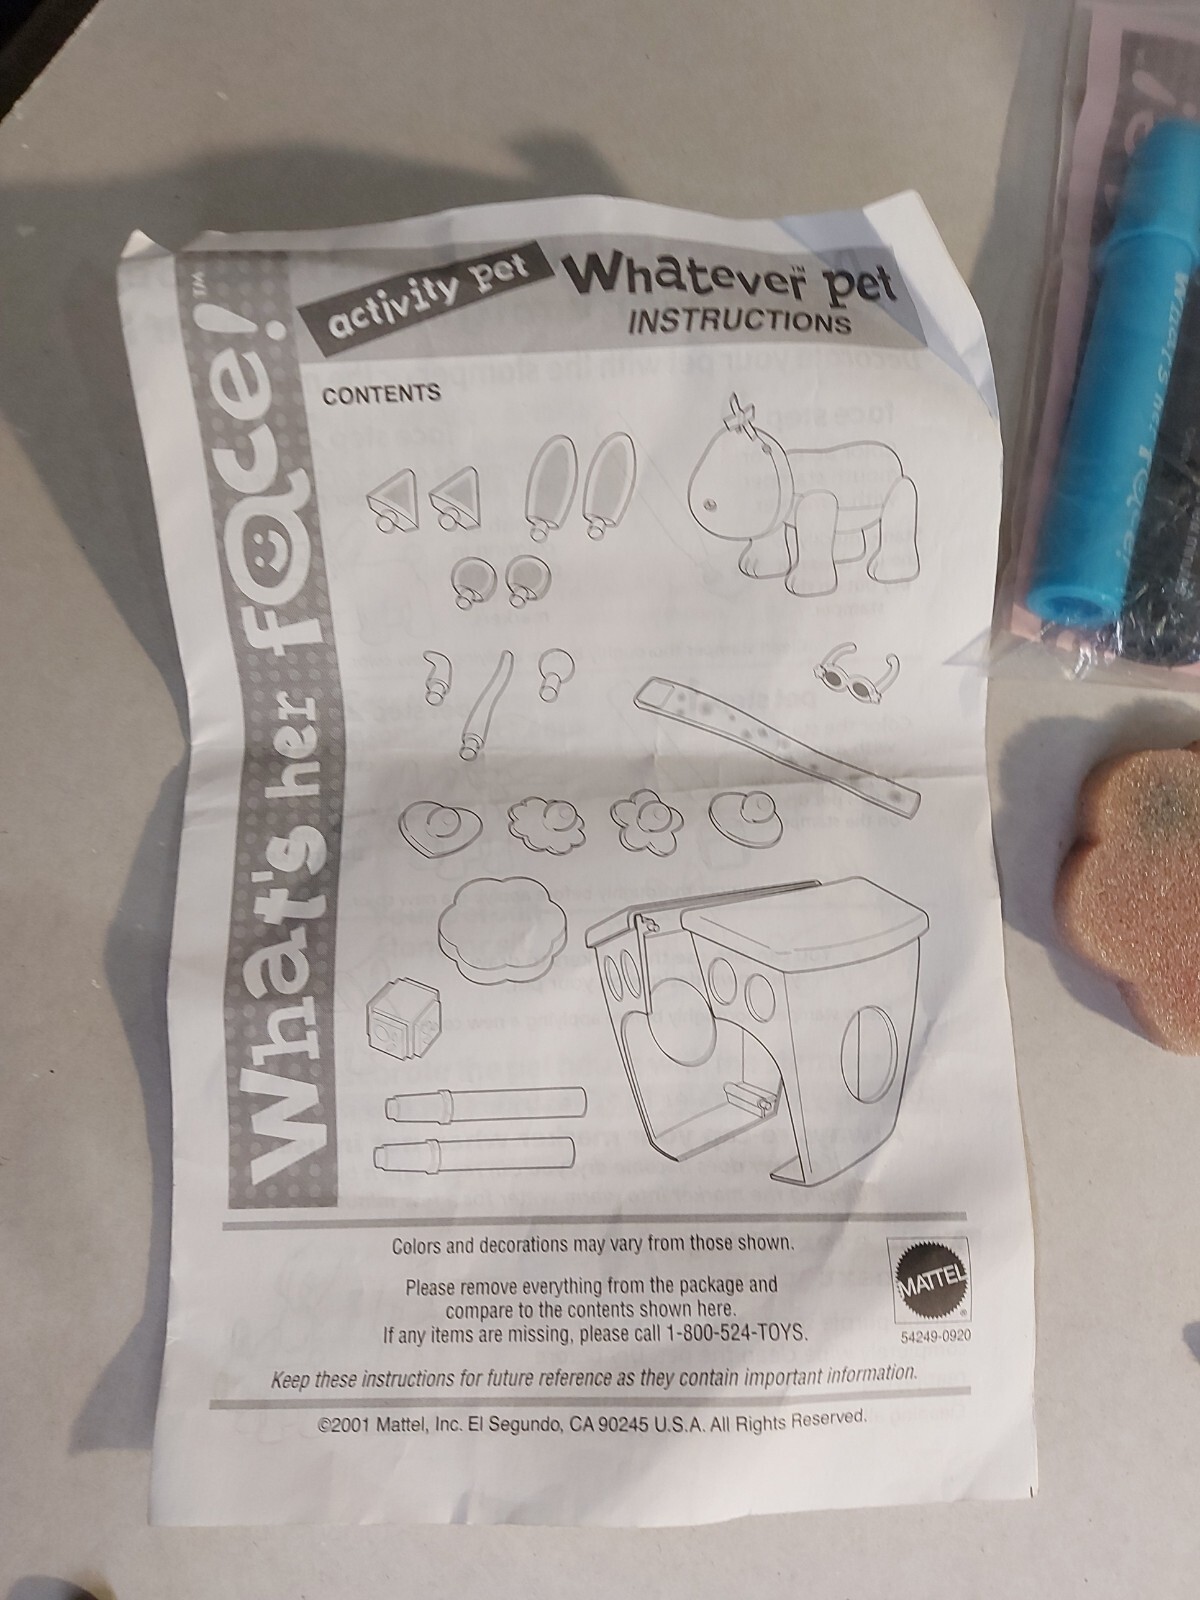 What's her face!™
activity pet
Whatever™ pet
INSTRUCTIONS
CONTENTS
Colors and decorations may vary from those shown.
Please remove everything from the package and
compare to the contents shown here.
If any items are missing, please call 1-800-524-TOYS.
MATTEL
®
54249-0920
Keep these instructions for future reference as they contain important information.
©2001 Mattel, Inc. El Segundo, CA 90245 U.S.A. All Rights Reserved.
What's her face!